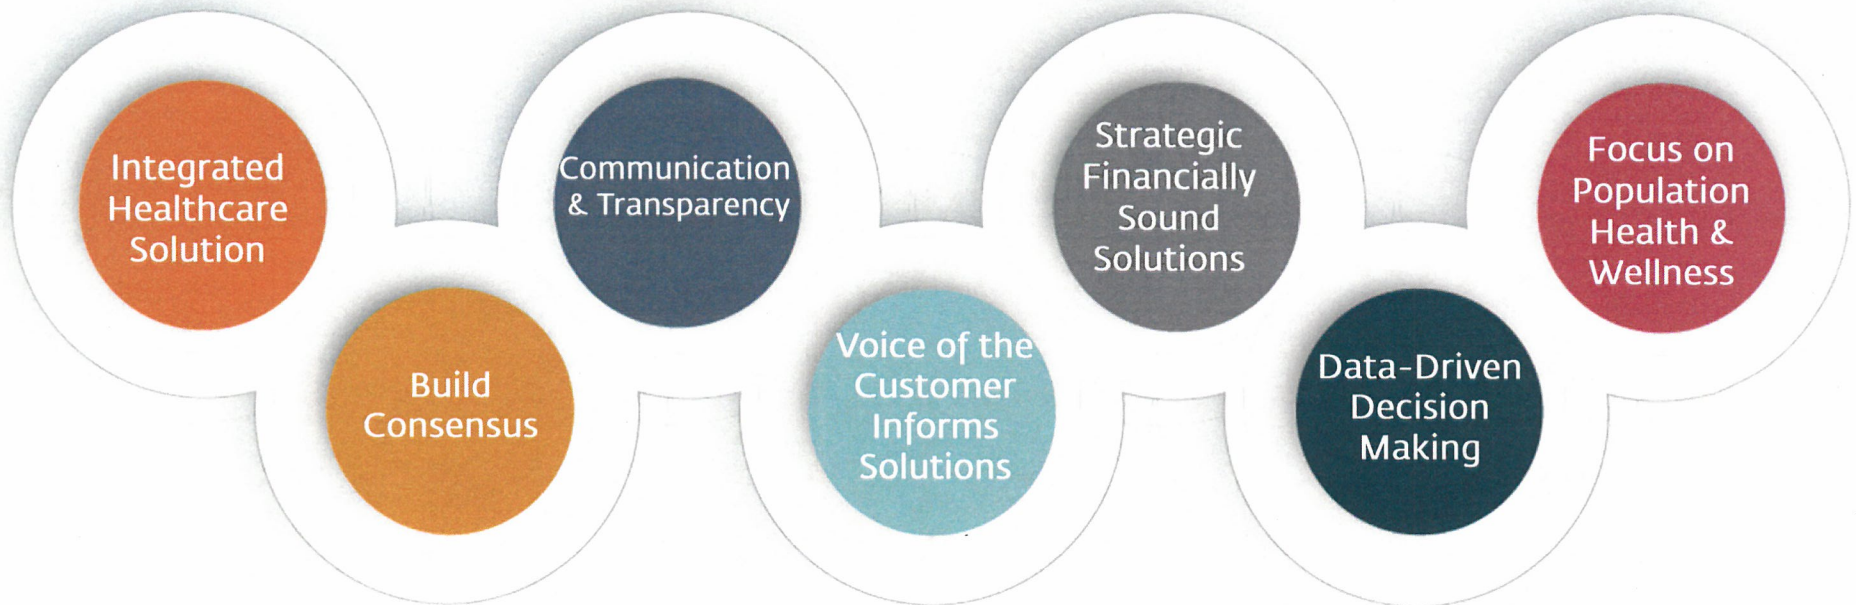 Integrated
Healthcare
Solution
Build
Consensus
Communication
& Transparency
Voice of the
Customer
Informs
Solutions
Strategic
Financially
Sound
Solutions
Data-Driven
Decision
Making
Focus on
Population
Health &
Wellness